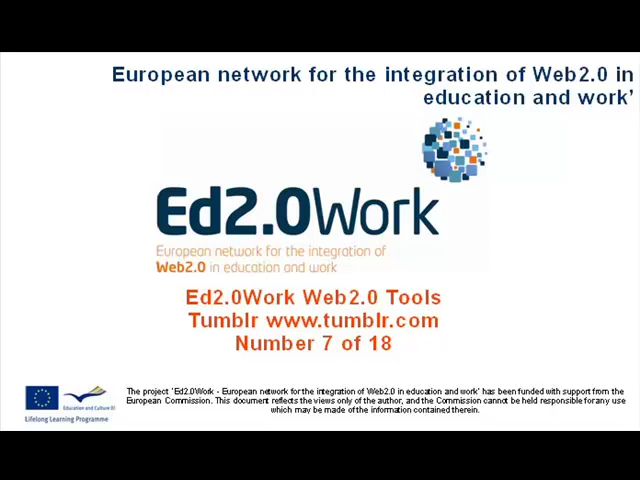 European network for the integration of Web2.0 in
education and work’
Ed2.0Work
European network for the integration of
Web2.0 in education and work
Ed2.0Work Web2.0 Tools
Tumblr www.tumblr.com
Number 7 of 18
Education and Culture DG
Lifelong Learning Programme
The project ‘Ed2.0Work - European network for the integration of Web2.0 in education and work’ has been funded with support from the
European Commission. This document reflects the views only of the author, and the Commission cannot be held responsible for any use
which may be made of the information contained therein.